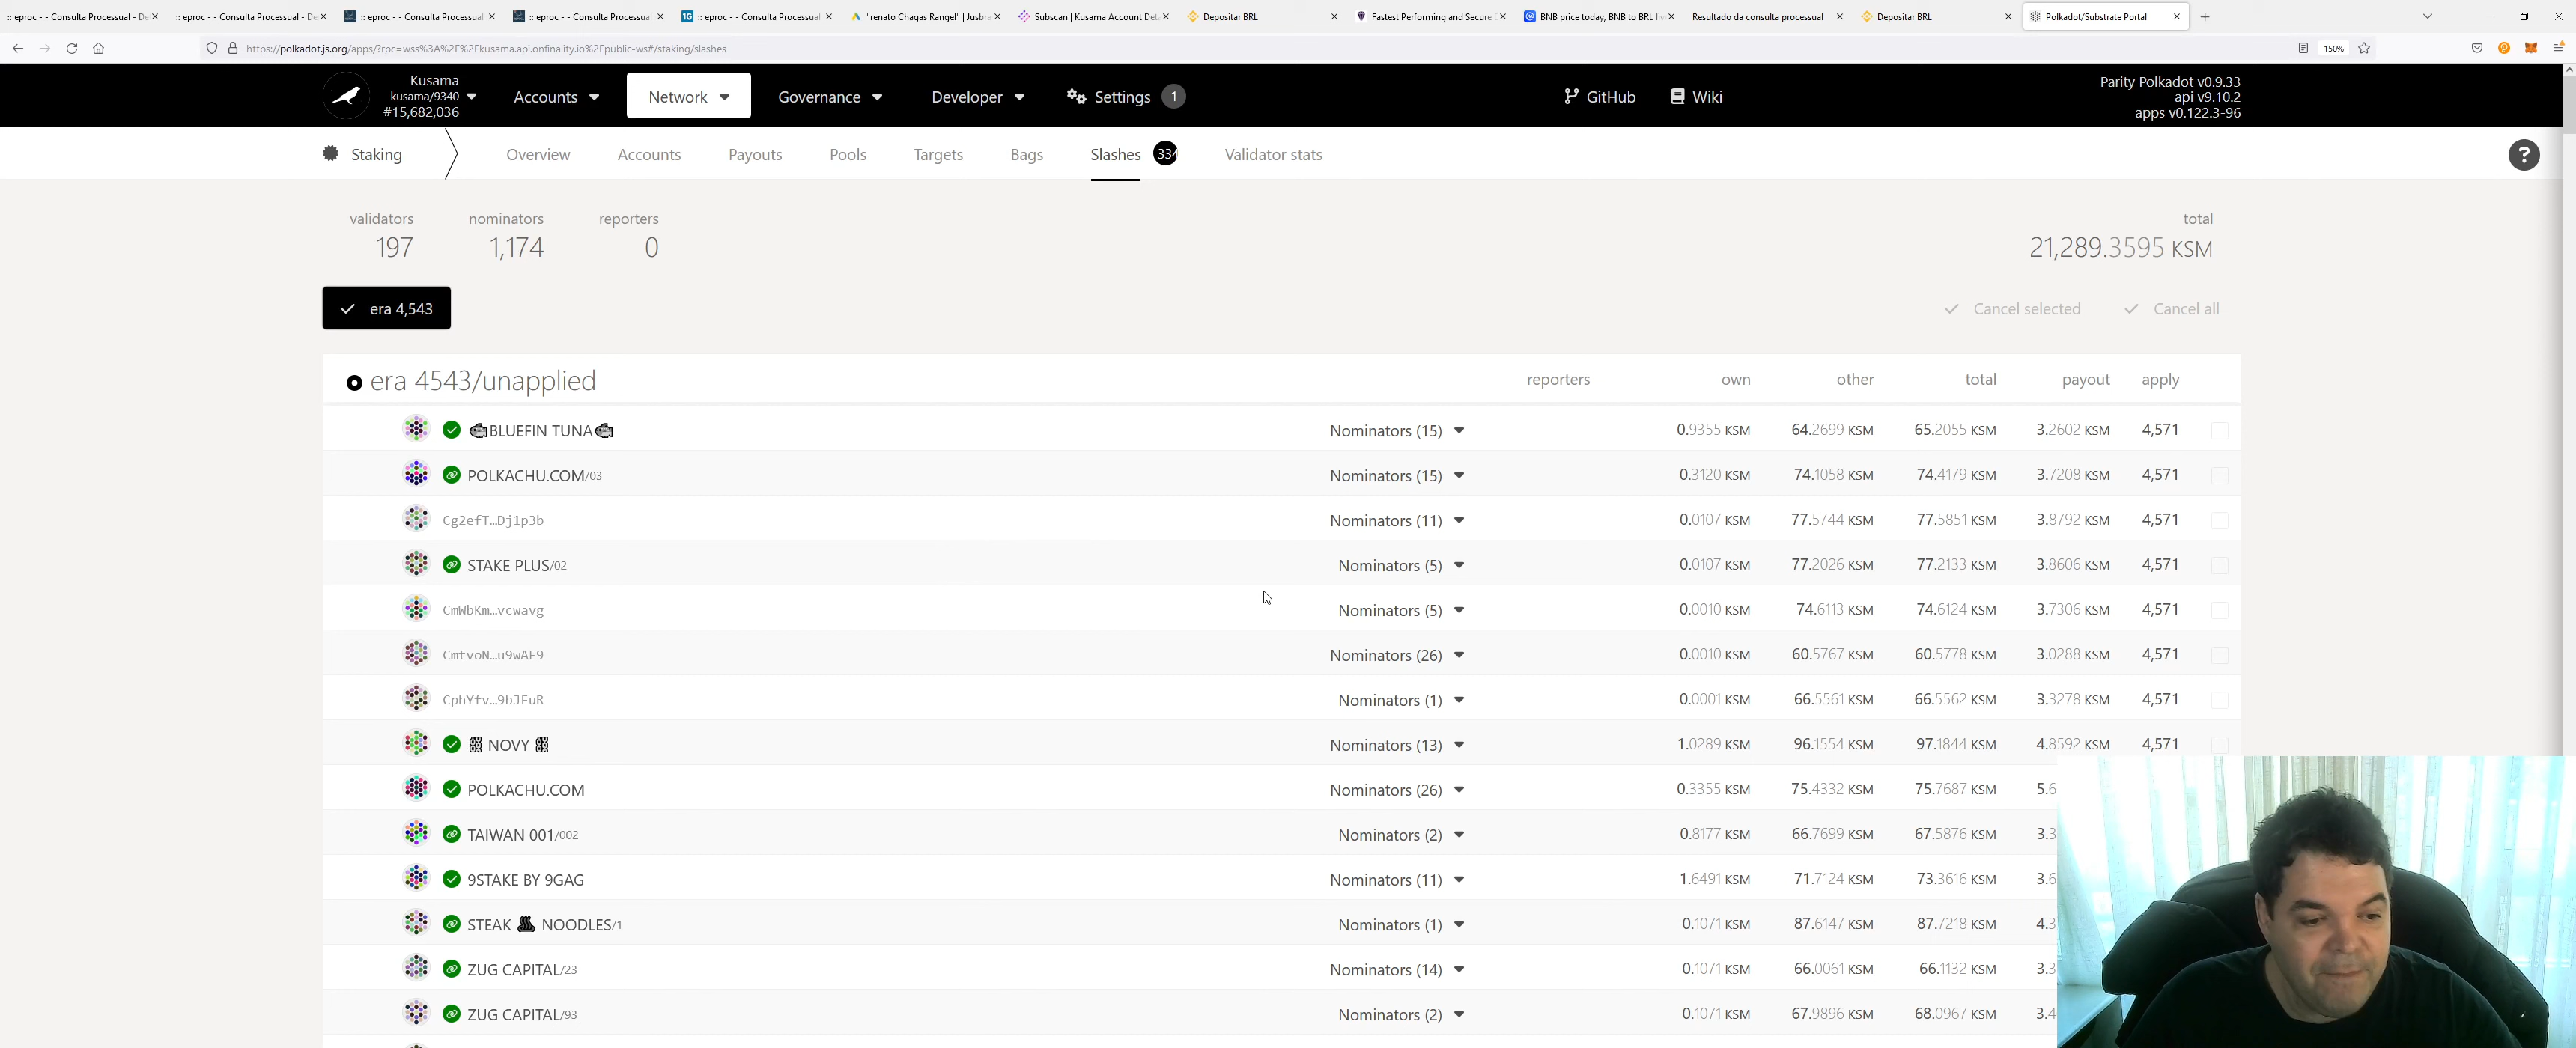 :: eproc - - Consulta Processual - De
:: eproc - - Consulta Processual - De
:: eproc - - Consulta Processual
:: eproc - - Consulta Processual
:: eproc - - Consulta Processual
"renato Chagas Rangel" | Jusbra
Subscan | Kusama Account Deta
Depositar BRL
Fastest Performing and Secure D
BNB price today, BNB to BRL liv
Resultado da consulta processual
Depositar BRL
Polkadot/Substrate Portal
https://polkadot.js.org/apps/?rpc=wss%3A%2F%2Fkusama.api.onfinality.io%2Fpublic-ws#/staking/slashes
150%
Kusama
kusama/9340
#15,682,036
Accounts
Network
Governance
Developer
Settings 1
GitHub
Wiki
Parity Polkadot v0.9.33
api v9.10.2
apps v0.122.3-96
Staking
Overview
Accounts
Payouts
Pools
Targets
Bags
Slashes 334
Validator stats
?
validators nominators reporters total
197 1,174 0 21,289.3595 KSM
era 4,543 Cancel selected Cancel all
era 4543/unapplied reporters own other total payout apply
BLUEFIN TUNA Nominators (15) 0.9355 KSM 64.2699 KSM 65.2055 KSM 3.2602 KSM 4,571
POLKACHU.COM/03 Nominators (15) 0.3120 KSM 74.1058 KSM 74.4179 KSM 3.7208 KSM 4,571
Cg2efT…Dj1p3b Nominators (11) 0.0107 KSM 77.5744 KSM 77.5851 KSM 3.8792 KSM 4,571
STAKE PLUS/02 Nominators (5) 0.0107 KSM 77.2026 KSM 77.2133 KSM 3.8606 KSM 4,571
CmWbKm…vcwavg Nominators (5) 0.0010 KSM 74.6113 KSM 74.6124 KSM 3.7306 KSM 4,571
CmtvoN…u9wAF9 Nominators (26) 0.0010 KSM 60.5767 KSM 60.5778 KSM 3.0288 KSM 4,571
CphYfv…9bJFuR Nominators (1) 0.0001 KSM 66.5561 KSM 66.5562 KSM 3.3278 KSM 4,571
NOVY Nominators (13) 1.0289 KSM 96.1554 KSM 97.1844 KSM 4.8592 KSM 4,571
POLKACHU.COM Nominators (26) 0.3355 KSM 75.4332 KSM 75.7687 KSM 5.6
TAIWAN 001/002 Nominators (2) 0.8177 KSM 66.7699 KSM 67.5876 KSM 3.3
9STAKE BY 9GAG Nominators (11) 1.6491 KSM 71.7124 KSM 73.3616 KSM 3.6
STEAK NOODLES/1 Nominators (1) 0.1071 KSM 87.6147 KSM 87.7218 KSM 4.3
ZUG CAPITAL/23 Nominators (14) 0.1071 KSM 66.0061 KSM 66.1132 KSM 3.3
ZUG CAPITAL/93 Nominators (2) 0.1071 KSM 67.9896 KSM 68.0967 KSM 3.4